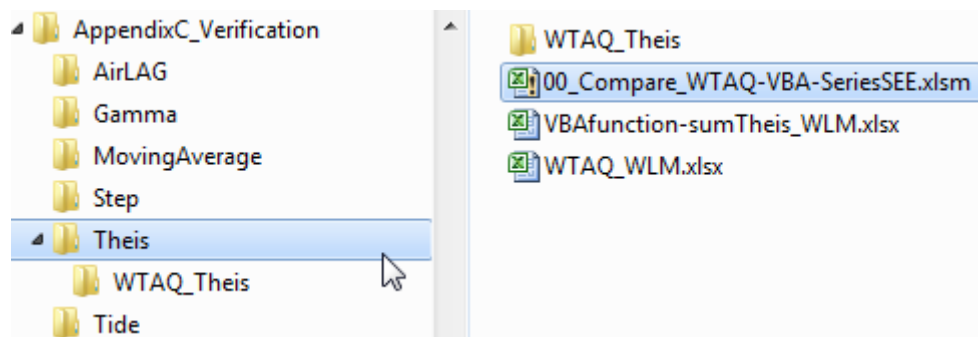 AppendixC_Verification
AirLAG
Gamma
MovingAverage
Step
Theis
WTAQ_Theis
Tide
WTAQ_Theis
00_Compare_WTAQ-VBA-SeriesSEE.xlsm
VBAfunction-sumTheis_WLM.xlsx
WTAQ_WLM.xlsx